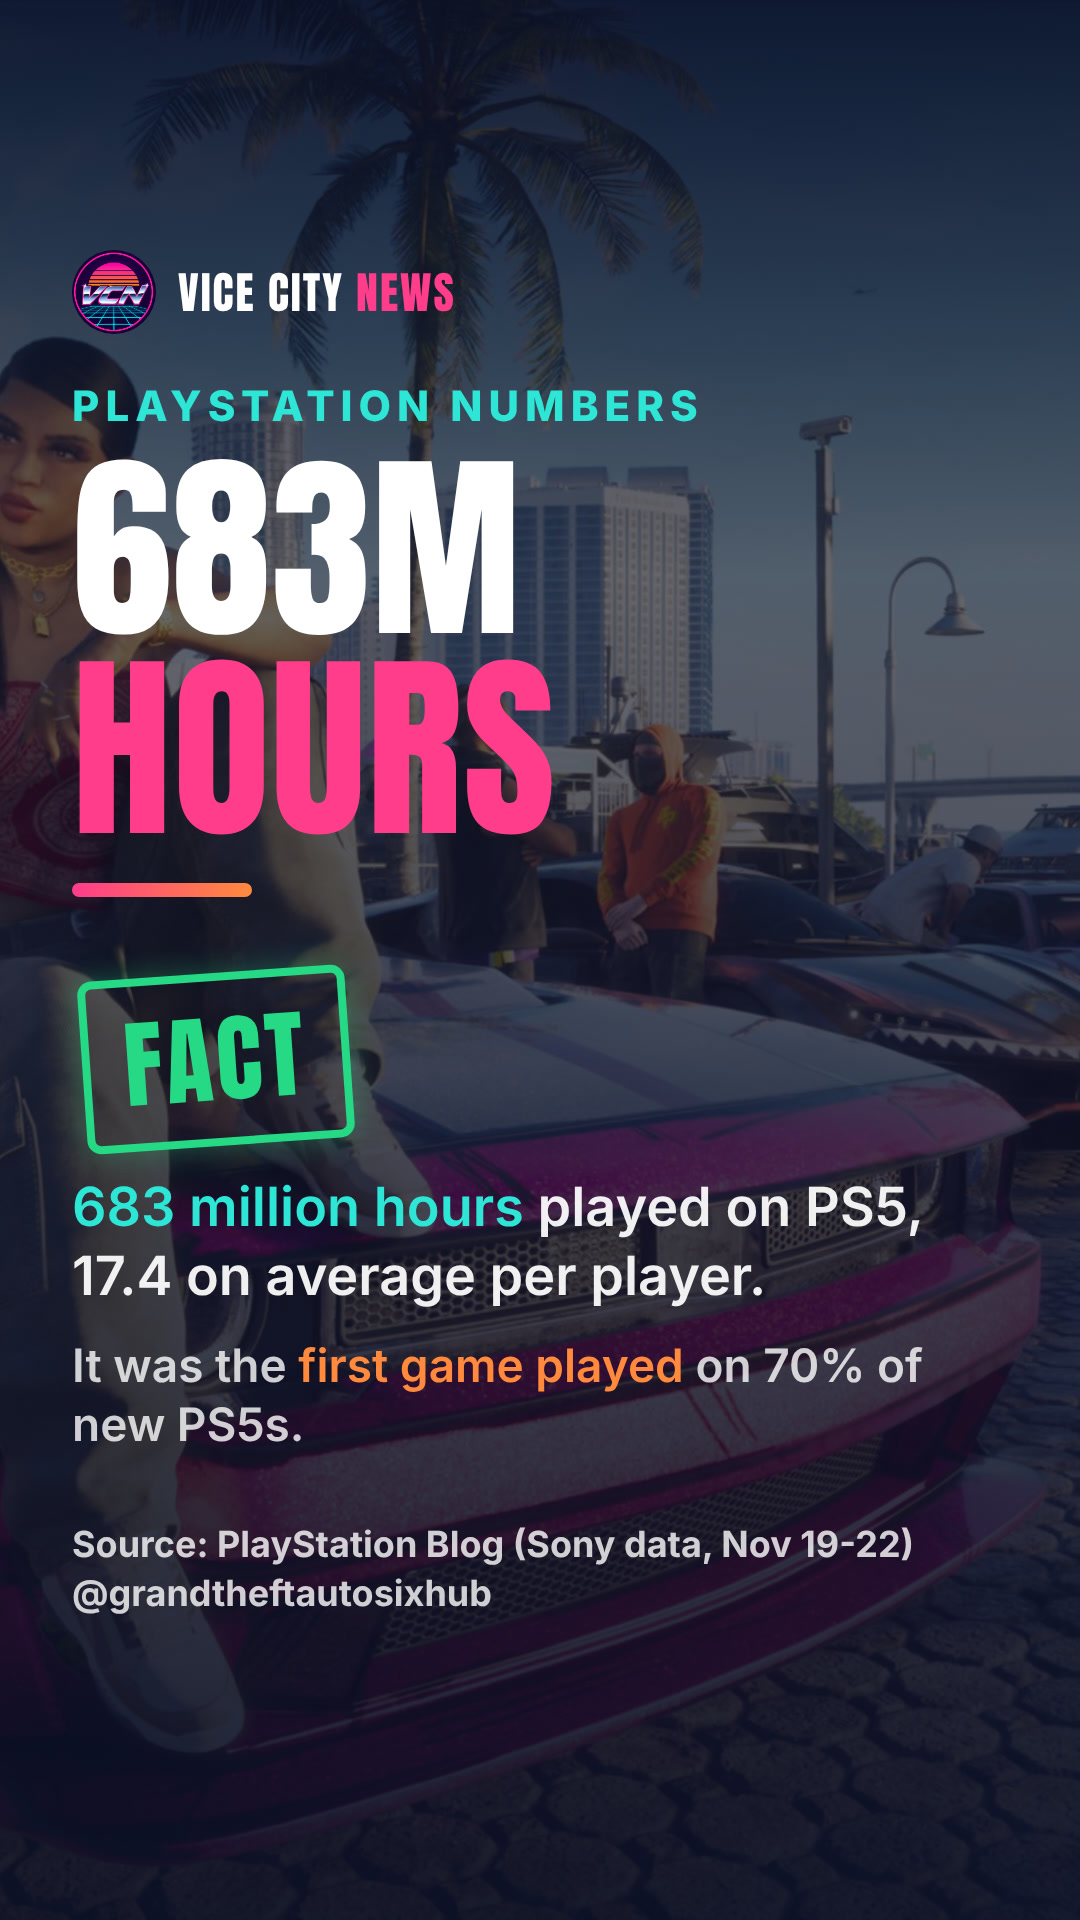 VCN
VICE CITY NEWS
PLAYSTATION NUMBERS
683M
HOURS
FACT
683 million hours played on PS5,
17.4 on average per player.
It was the first game played on 70% of
new PS5s.
Source: PlayStation Blog (Sony data, Nov 19-22)
@grandtheftautosixhub